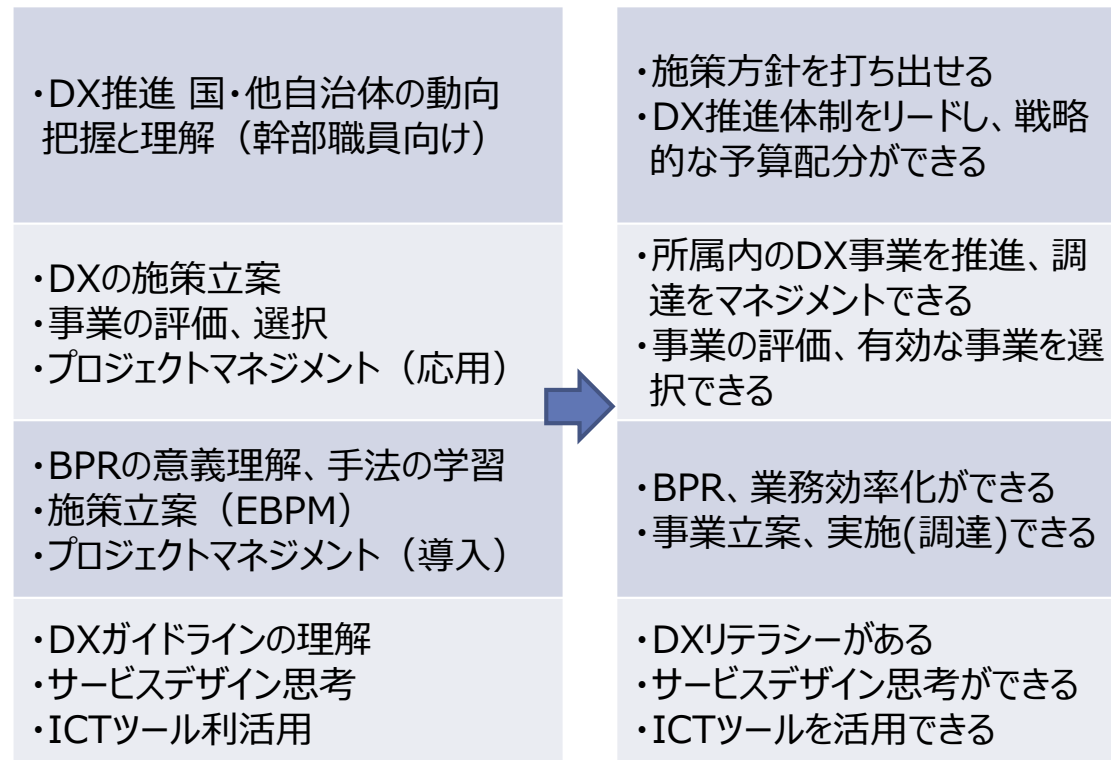 ・DX推進 国・他自治体の動向
把握と理解（幹部職員向け）
・施策方針を打ち出せる
・DX推進体制をリードし、戦略
的な予算配分ができる
・DXの施策立案
・事業の評価、選択
・プロジェクトマネジメント（応用）
・所属内のDX事業を推進、調
達をマネジメントできる
・事業の評価、有効な事業を選
択できる
・BPRの意義理解、手法の学習
・施策立案（EBPM）
・プロジェクトマネジメント（導入）
・BPR、業務効率化ができる
・事業立案、実施(調達)できる
・DXガイドラインの理解
・サービスデザイン思考
・ICTツール利活用
・DXリテラシーがある
・サービスデザイン思考ができる
・ICTツールを活用できる